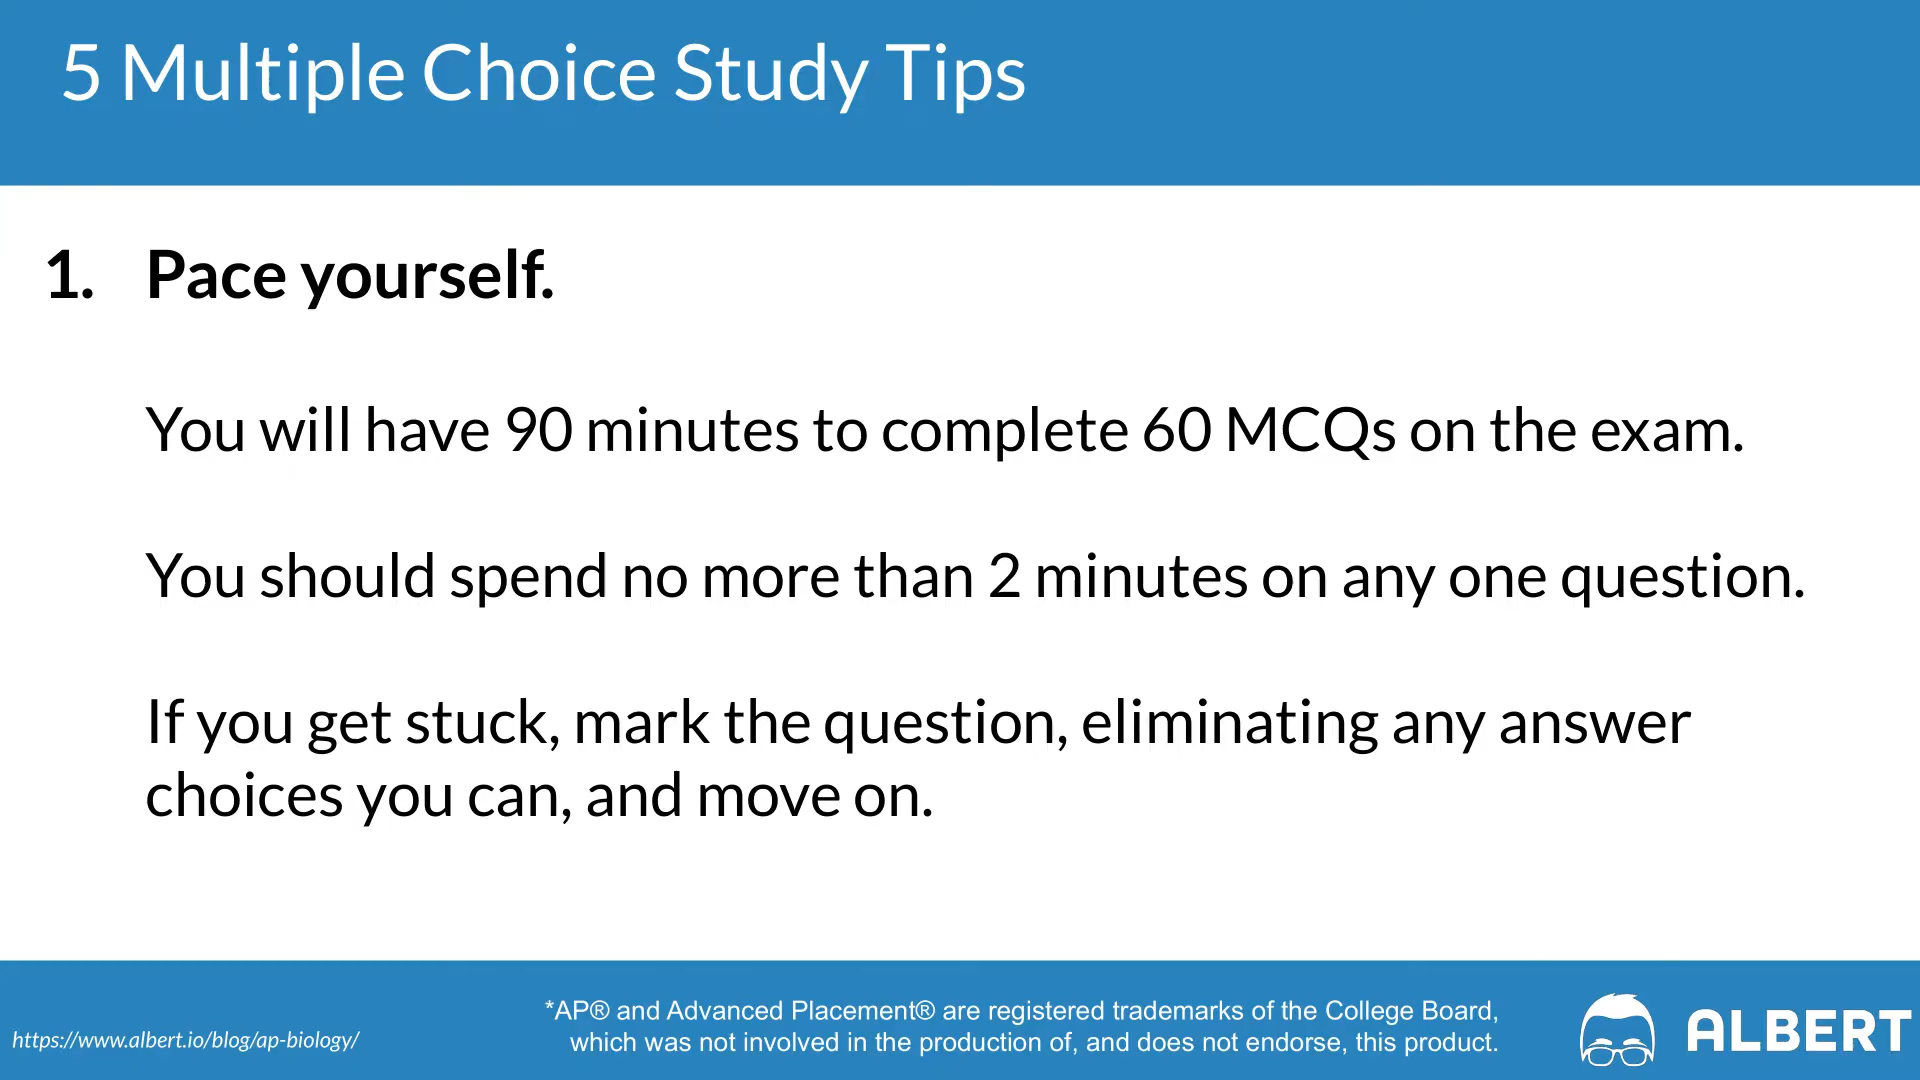 5 Multiple Choice Study Tips
1. Pace yourself.
You will have 90 minutes to complete 60 MCQs on the exam.
You should spend no more than 2 minutes on any one question.
If you get stuck, mark the question, eliminating any answer
choices you can, and move on.
https://www.albert.io/blog/ap-biology/
*AP® and Advanced Placement® are registered trademarks of the College Board,
which was not involved in the production of, and does not endorse, this product.
ALBERT